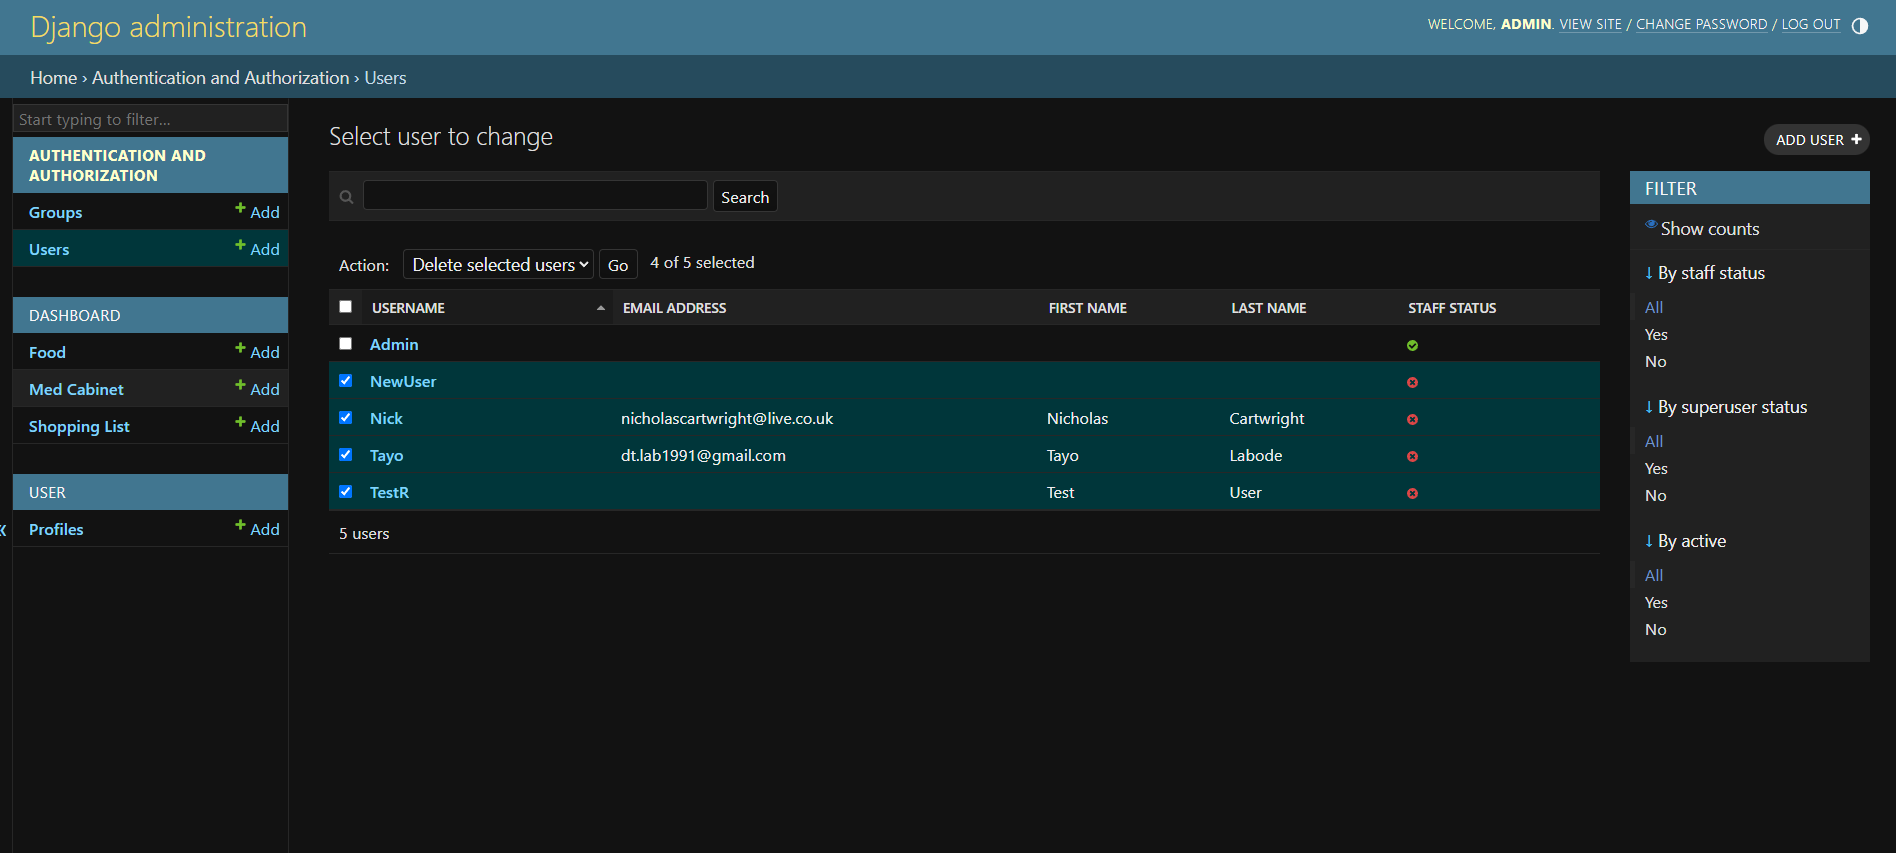 Django administration
WELCOME, ADMIN. VIEW SITE / CHANGE PASSWORD / LOG OUT
Home › Authentication and Authorization › Users
Start typing to filter...
AUTHENTICATION AND
AUTHORIZATION
Groups Add
Users Add
DASHBOARD
Food Add
Med Cabinet Add
Shopping List Add
USER
Profiles Add
Select user to change
ADD USER
Search
Action: Delete selected users Go 4 of 5 selected
USERNAME EMAIL ADDRESS FIRST NAME LAST NAME STAFF STATUS
Admin
NewUser
Nick nicholascartwright@live.co.uk Nicholas Cartwright
Tayo dt.lab1991@gmail.com Tayo Labode
TestR Test User
5 users
FILTER
Show counts
↓ By staff status
All
Yes
No
↓ By superuser status
All
Yes
No
↓ By active
All
Yes
No